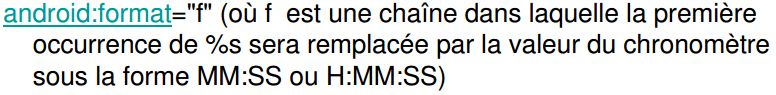 android:format="f" (où f est une chaîne dans laquelle la première
occurrence de %s sera remplacée par la valeur du chronomètre
sous la forme MM:SS ou H:MM:SS)